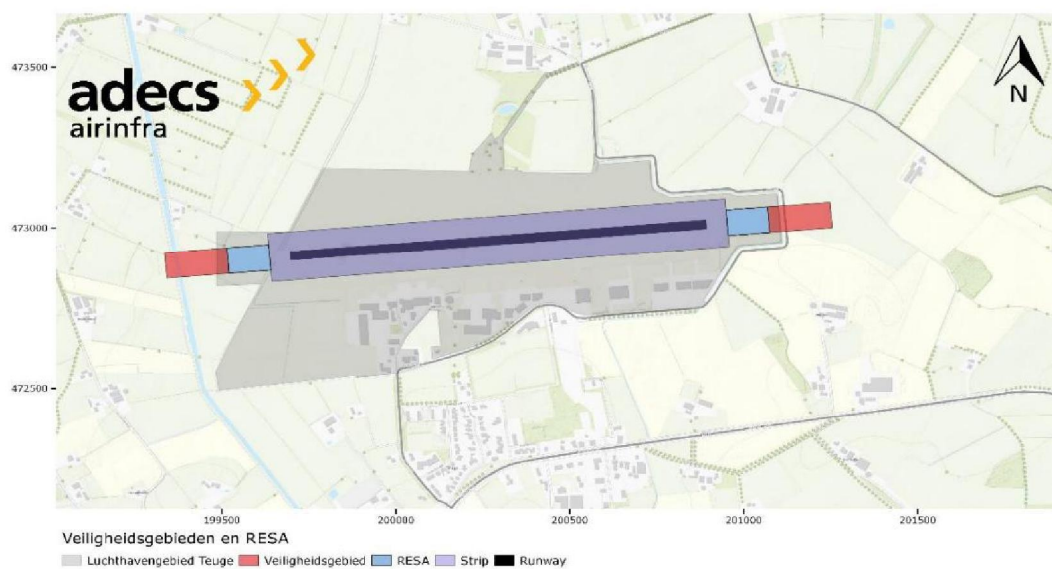 adecs
airinfra
N
473500
473000
472500
199500 200000 200500 201000 201500
Veiligheidsgebieden en RESA
Luchthavengebied Teuge Veiligheidsgebied RESA Strip Runway